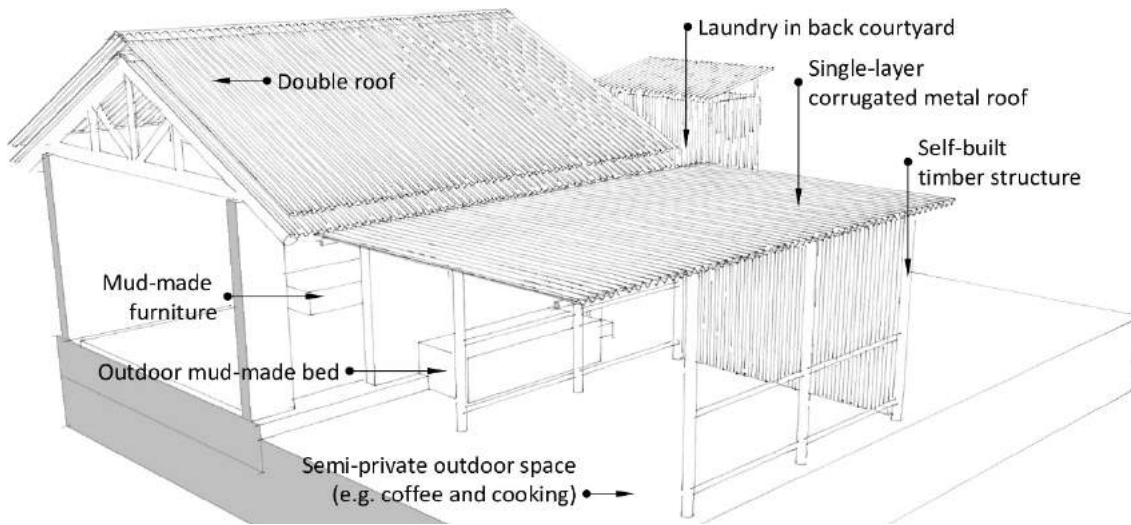 Laundry in back courtyard
Double roof
Single-layer
corrugated metal roof
Self-built
timber structure
Mud-made
furniture
Outdoor mud-made bed
Semi-private outdoor space
(e.g. coffee and cooking)